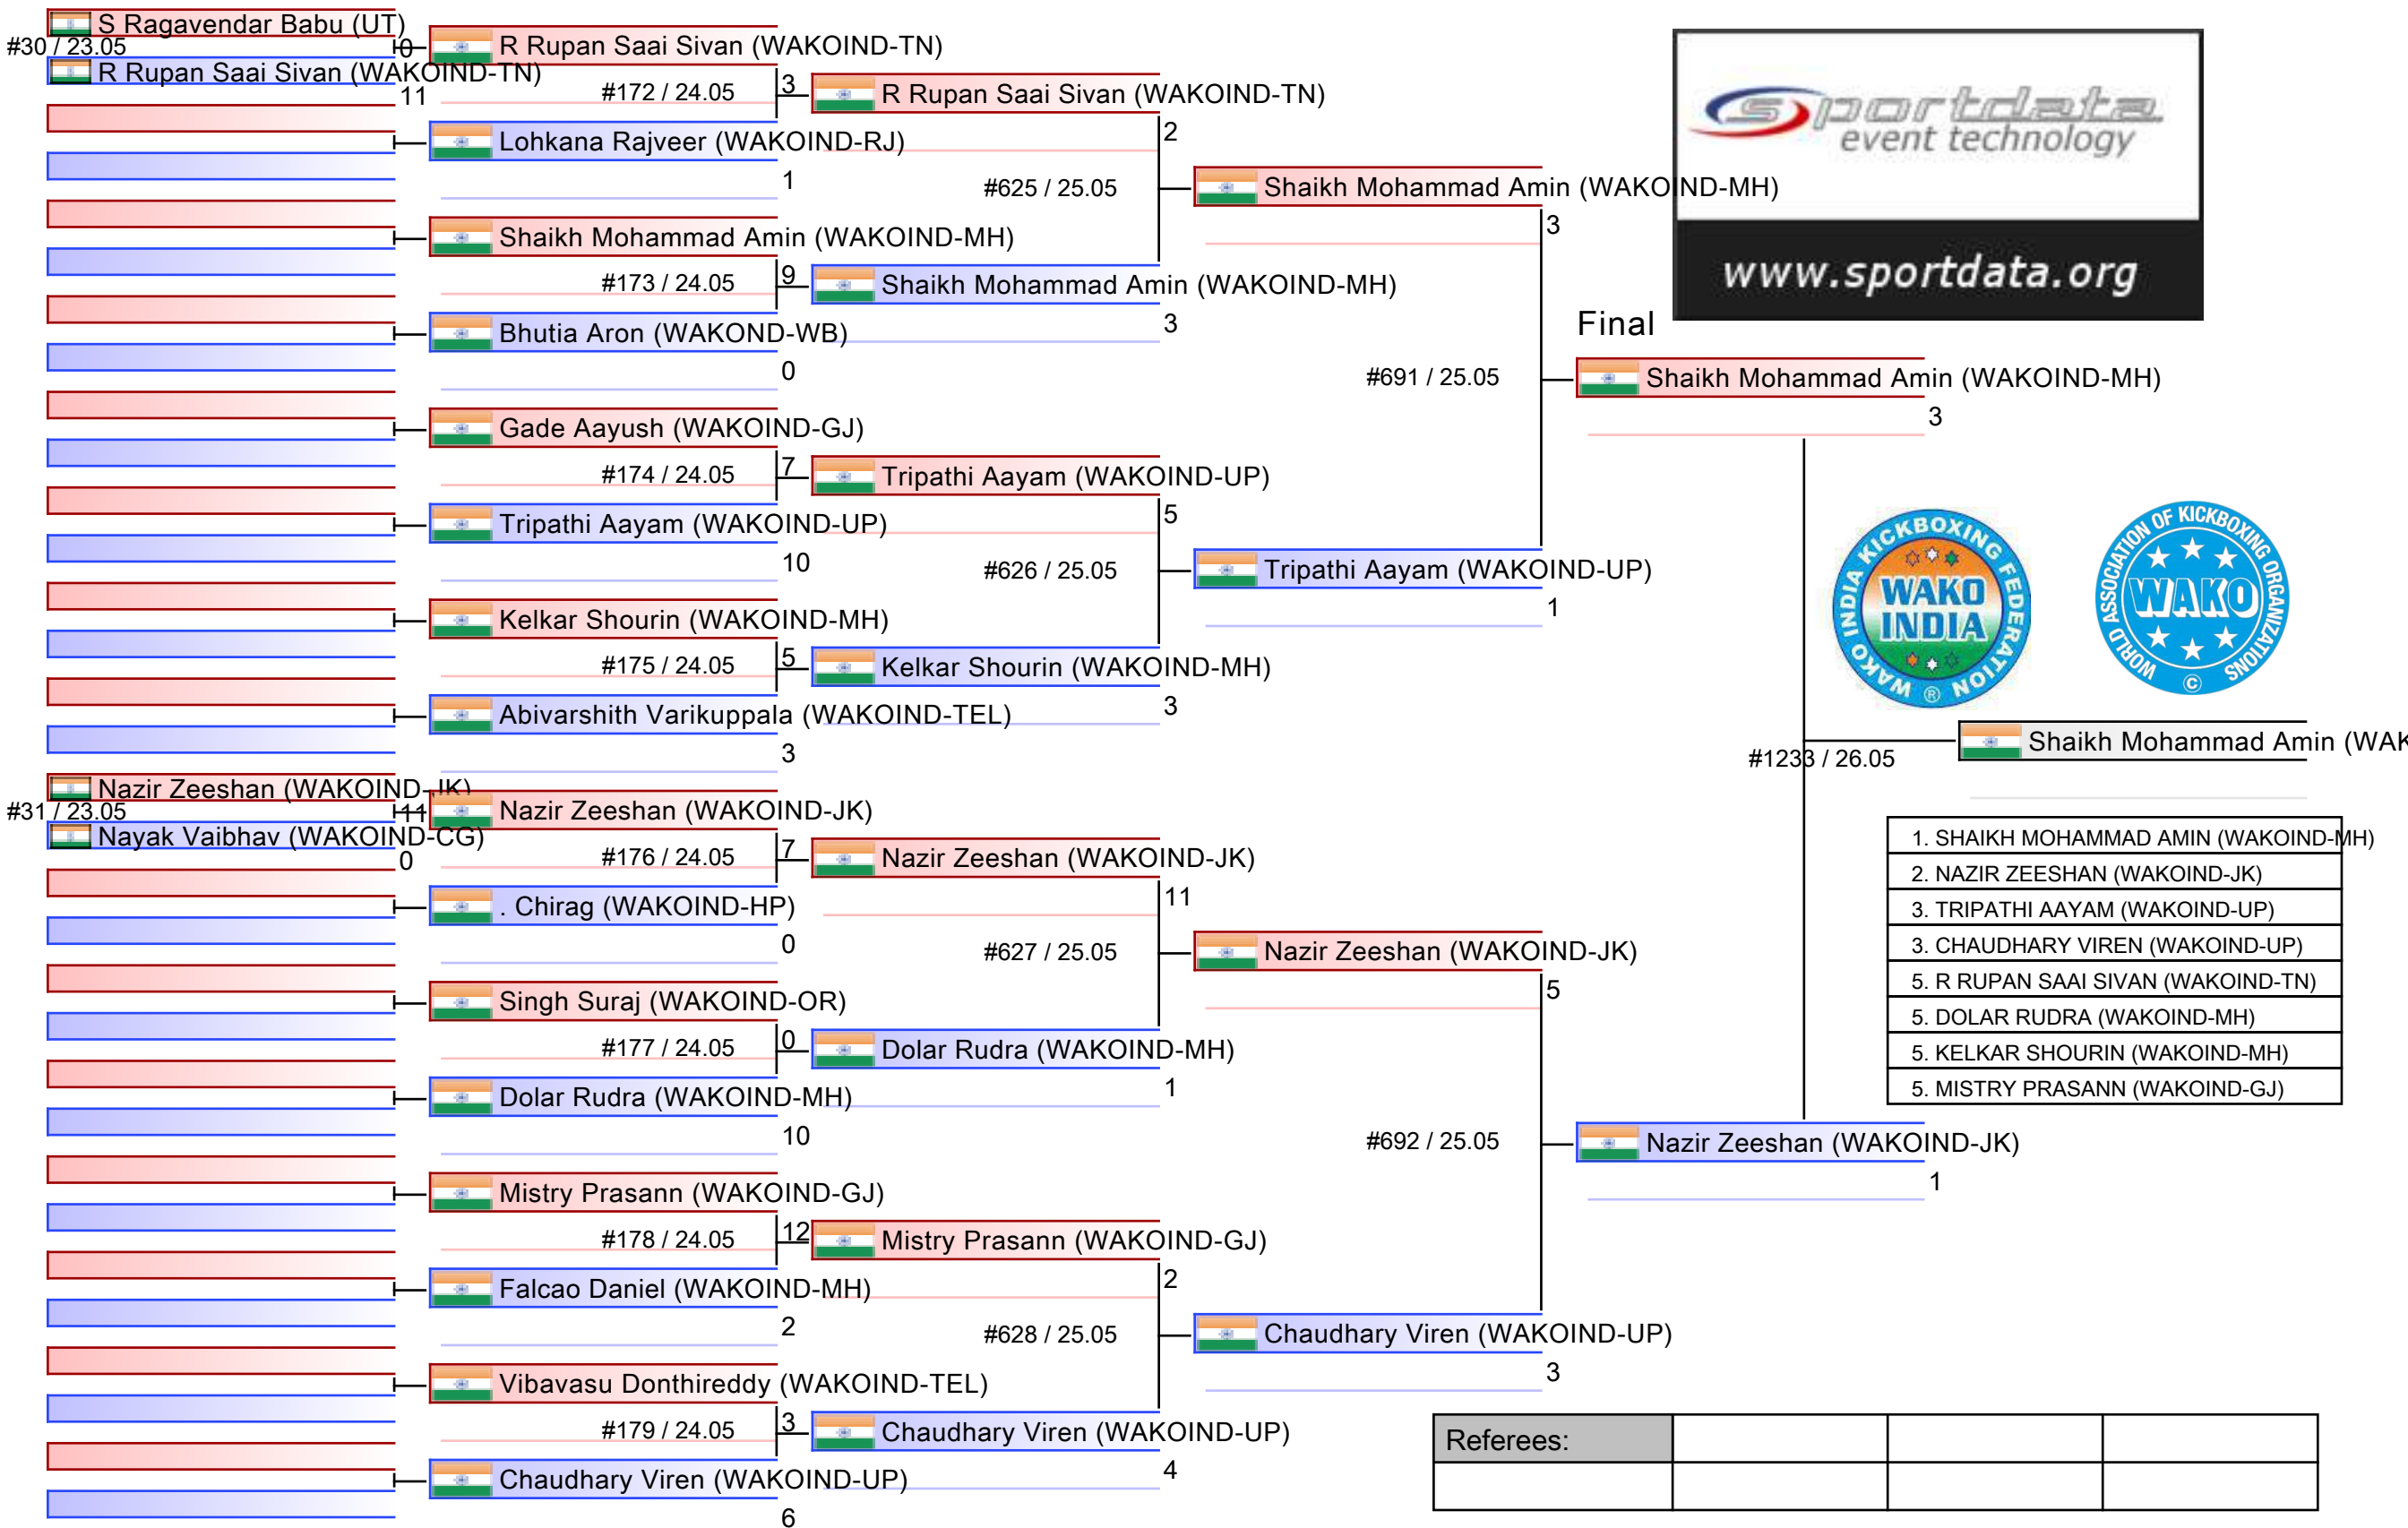 S Ragavendar Babu (UT)
#30 / 23.05
0
R Rupan Saai Sivan (WAKOIND-TN)
11
Nazir Zeeshan (WAKOIND-JK)
#31 / 23.05
11
Nayak Vaibhav (WAKOIND-CG)
0
R Rupan Saai Sivan (WAKOIND-TN)
#172 / 24.05
3
Lohkana Rajveer (WAKOIND-RJ)
1
Shaikh Mohammad Amin (WAKOIND-MH)
#173 / 24.05
9
Bhutia Aron (WAKOND-WB)
0
Gade Aayush (WAKOIND-GJ)
#174 / 24.05
7
Tripathi Aayam (WAKOIND-UP)
10
Kelkar Shourin (WAKOIND-MH)
#175 / 24.05
5
Abivarshith Varikuppala (WAKOIND-TEL)
3
Nazir Zeeshan (WAKOIND-JK)
#176 / 24.05
7
. Chirag (WAKOIND-HP)
0
Singh Suraj (WAKOIND-OR)
#177 / 24.05
0
Dolar Rudra (WAKOIND-MH)
10
Mistry Prasann (WAKOIND-GJ)
#178 / 24.05
12
Falcao Daniel (WAKOIND-MH)
2
Vibavasu Donthireddy (WAKOIND-TEL)
#179 / 24.05
3
Chaudhary Viren (WAKOIND-UP)
6
R Rupan Saai Sivan (WAKOIND-TN)
2
#625 / 25.05
Shaikh Mohammad Amin (WAKOIND-MH)
3
Tripathi Aayam (WAKOIND-UP)
5
#626 / 25.05
Kelkar Shourin (WAKOIND-MH)
3
Nazir Zeeshan (WAKOIND-JK)
11
#627 / 25.05
Dolar Rudra (WAKOIND-MH)
1
Mistry Prasann (WAKOIND-GJ)
2
#628 / 25.05
Chaudhary Viren (WAKOIND-UP)
4
Shaikh Mohammad Amin (WAKOIND-MH)
3
#691 / 25.05
Tripathi Aayam (WAKOIND-UP)
1
Nazir Zeeshan (WAKOIND-JK)
5
#692 / 25.05
Chaudhary Viren (WAKOIND-UP)
3
sportdata
event technology
www.sportdata.org
Final
Shaikh Mohammad Amin (WAKOIND-MH)
3
WAKO INDIA KICKBOXING FEDERATION
WAKO
INDIA
®
WORLD ASSOCIATION OF KICKBOXING ORGANIZATIONS
WAKO
©
#1233 / 26.05
Shaikh Mohammad Amin (WAK
Nazir Zeeshan (WAKOIND-JK)
1
1. SHAIKH MOHAMMAD AMIN (WAKOIND-MH)
2. NAZIR ZEESHAN (WAKOIND-JK)
3. TRIPATHI AAYAM (WAKOIND-UP)
3. CHAUDHARY VIREN (WAKOIND-UP)
5. R RUPAN SAAI SIVAN (WAKOIND-TN)
5. DOLAR RUDRA (WAKOIND-MH)
5. KELKAR SHOURIN (WAKOIND-MH)
5. MISTRY PRASANN (WAKOIND-GJ)
Referees: